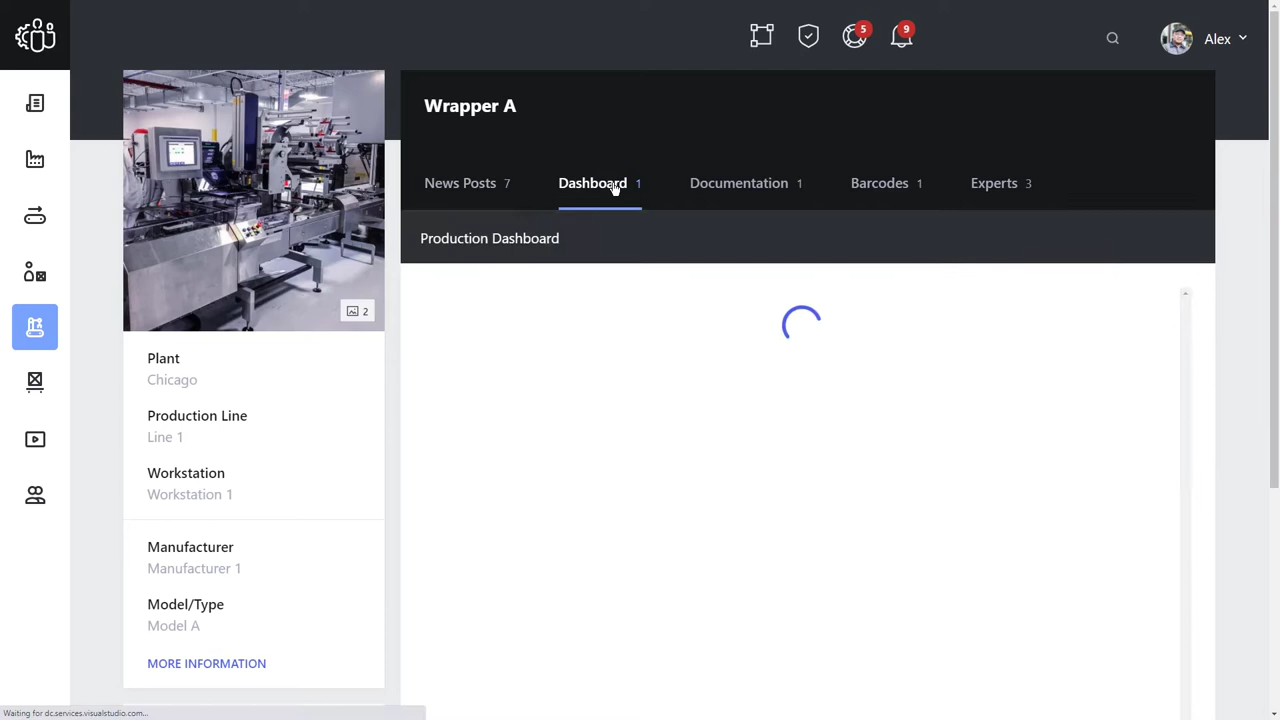 5
9
Alex
Wrapper A
News Posts 7
Dashboard 1
Documentation 1
Barcodes 1
Experts 3
Production Dashboard
2
Plant
Chicago
Production Line
Line 1
Workstation
Workstation 1
Manufacturer
Manufacturer 1
Model/Type
Model A
MORE INFORMATION
Waiting for dc.services.visualstudio.com...